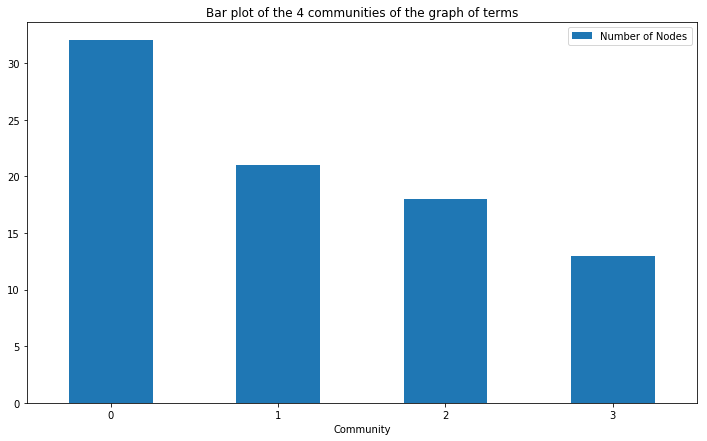 Bar plot of the 4 communities of the graph of terms
Number of Nodes
30
25
20
15
10
5
0
0 1 2 3
Community